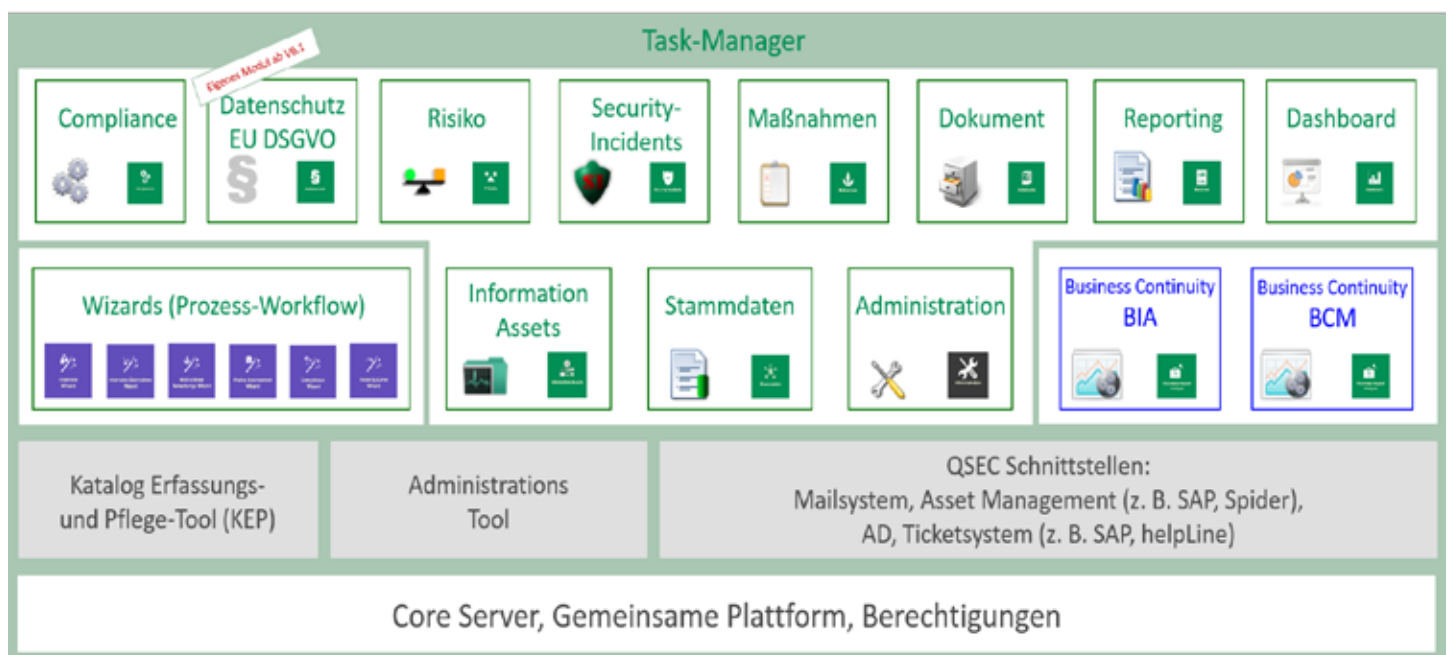 Task-Manager
Eigenes Modul ab V6.1
Compliance
Datenschutz
EU DSGVO
Risiko
Security-
Incidents
Maßnahmen
Dokument
Reporting
Dashboard
Wizards (Prozess-Workflow)
Information
Assets
Stammdaten
Administration
Business Continuity
BIA
Business Continuity
BCM
Katalog Erfassungs-
und Pflege-Tool (KEP)
Administrations
Tool
QSEC Schnittstellen:
Mailsystem, Asset Management (z. B. SAP, Spider),
AD, Ticketsystem (z. B. SAP, helpLine)
Core Server, Gemeinsame Plattform, Berechtigungen